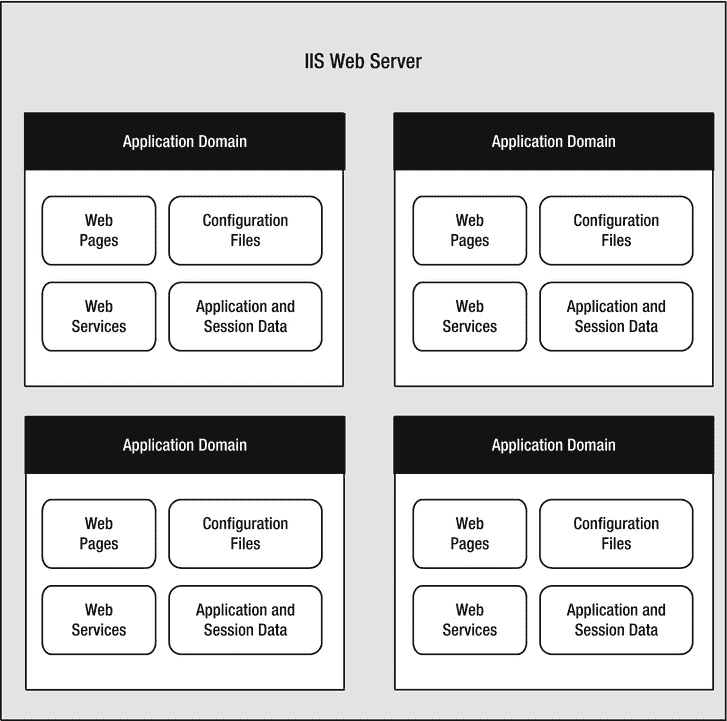 IIS Web Server
Application Domain
Web
Pages
Configuration
Files
Web
Services
Application and
Session Data
Application Domain
Web
Pages
Configuration
Files
Web
Services
Application and
Session Data
Application Domain
Web
Pages
Configuration
Files
Web
Services
Application and
Session Data
Application Domain
Web
Pages
Configuration
Files
Web
Services
Application and
Session Data